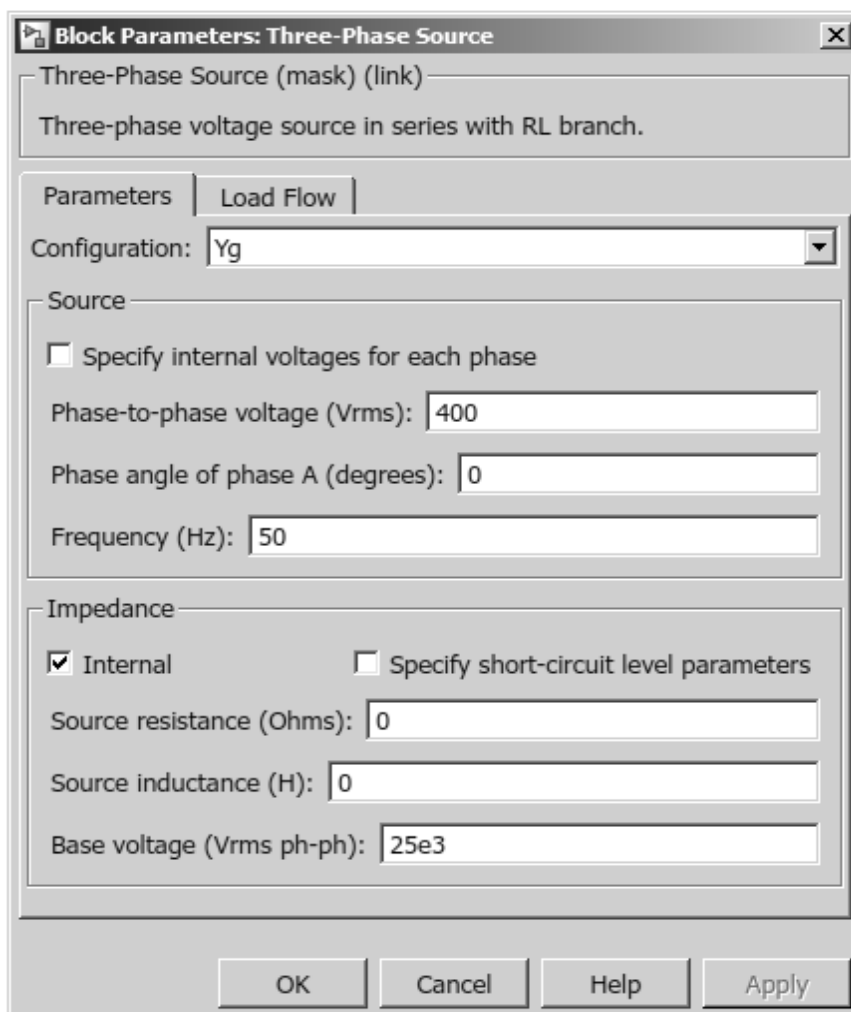 Block Parameters: Three-Phase Source
Three-Phase Source (mask) (link)
Three-phase voltage source in series with RL branch.
Parameters Load Flow
Configuration: Yg
Source
Specify internal voltages for each phase
Phase-to-phase voltage (Vrms): 400
Phase angle of phase A (degrees): 0
Frequency (Hz): 50
Impedance
Internal Specify short-circuit level parameters
Source resistance (Ohms): 0
Source inductance (H): 0
Base voltage (Vrms ph-ph): 25e3
OK Cancel Help Apply